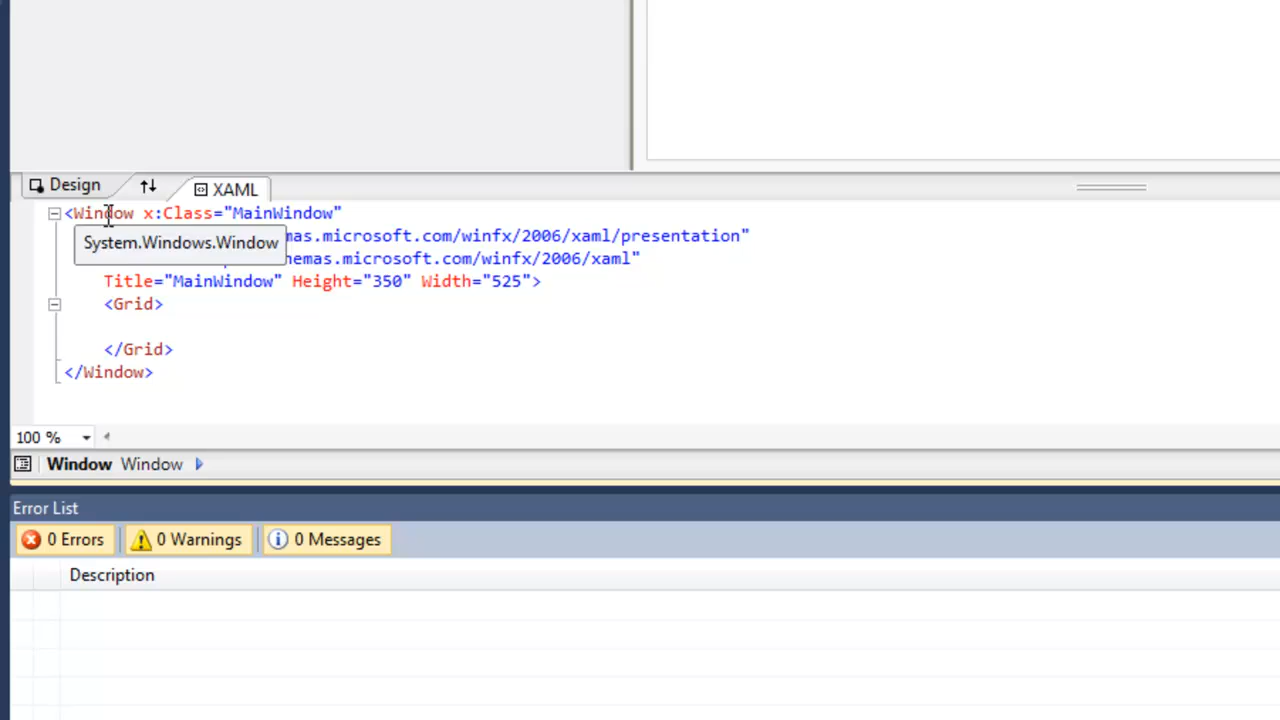 Design
XAML
<Window x:Class="MainWindow"
mas.microsoft.com/winfx/2006/xaml/presentation"
System.Windows.Window
hemas.microsoft.com/winfx/2006/xaml"
Title="MainWindow" Height="350" Width="525">
<Grid>
</Grid>
</Window>
100 %
Window Window
Error List
0 Errors 0 Warnings 0 Messages
Description